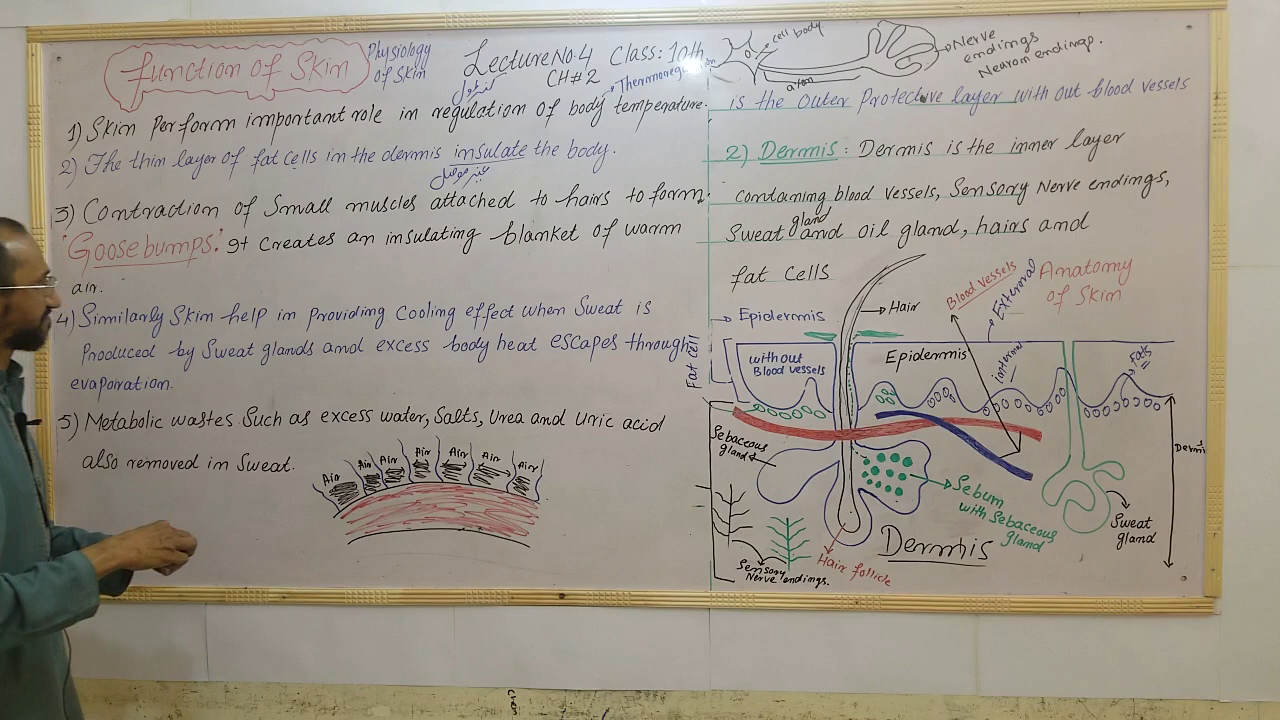 Function of Skin
Physiology of Skin
Lecture No.4 Class: 10th
CH#2
کنٹرول
Thermoregulation
1) Skin Perform important role in regulation of body temperature.
2) The thin layer of fat cells in the dermis insulate the body.
غیر موصل
3) Contraction of Small muscles attached to hairs to form
"Goosebumps." It creates an insulating blanket of warm
air.
4) Similarly Skin help in Providing Cooling effect when Sweat is
Produced by Sweat glands and excess body heat escapes through
evaporation.
5) Metabolic wastes Such as excess water, Salts, Urea and Uric acid
also removed in Sweat.
Air Air Air Air Air Air Air
cell body
axon
Nerve
endings
Neuron endings.
is the Outer Protective layer with out blood vessels
2) Dermis: Dermis is the inner layer
containing blood vessels, Sensory Nerve endings,
gland
Sweat and oil gland, hairs and
fat cells
Hair
Blood vessels
External
Anatomy
of Skin
Epidermis
Fat cell
without
Blood vessels
Epidermis
internal
Fats
Sebaceous
gland
Dermis
Sebum
with Sebaceous
gland
Sweat
gland
Dermis
Hair follicle
Sensory
Nerve endings.